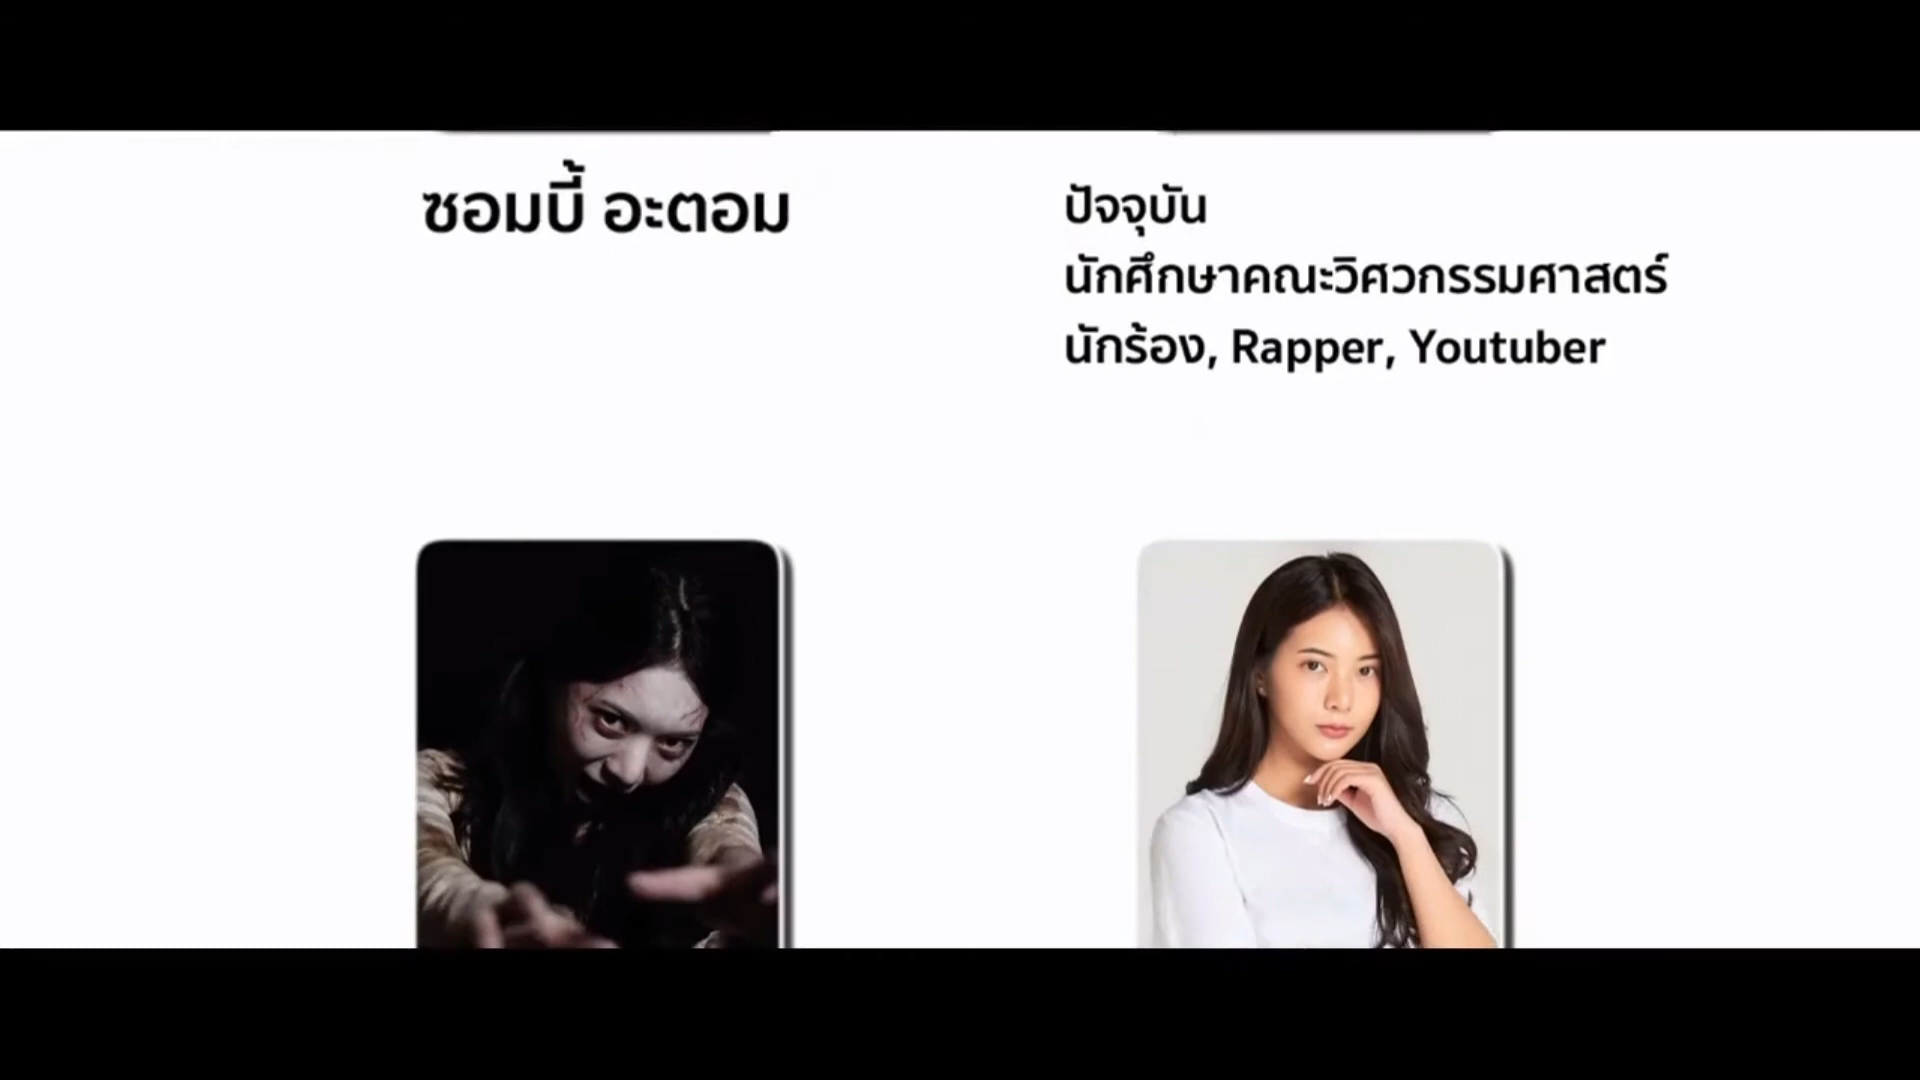 ซอมบี้ อะตอม
ปัจจุบัน
นักศึกษาคณะวิศวกรรมศาสตร์
นักร้อง, Rapper, Youtuber